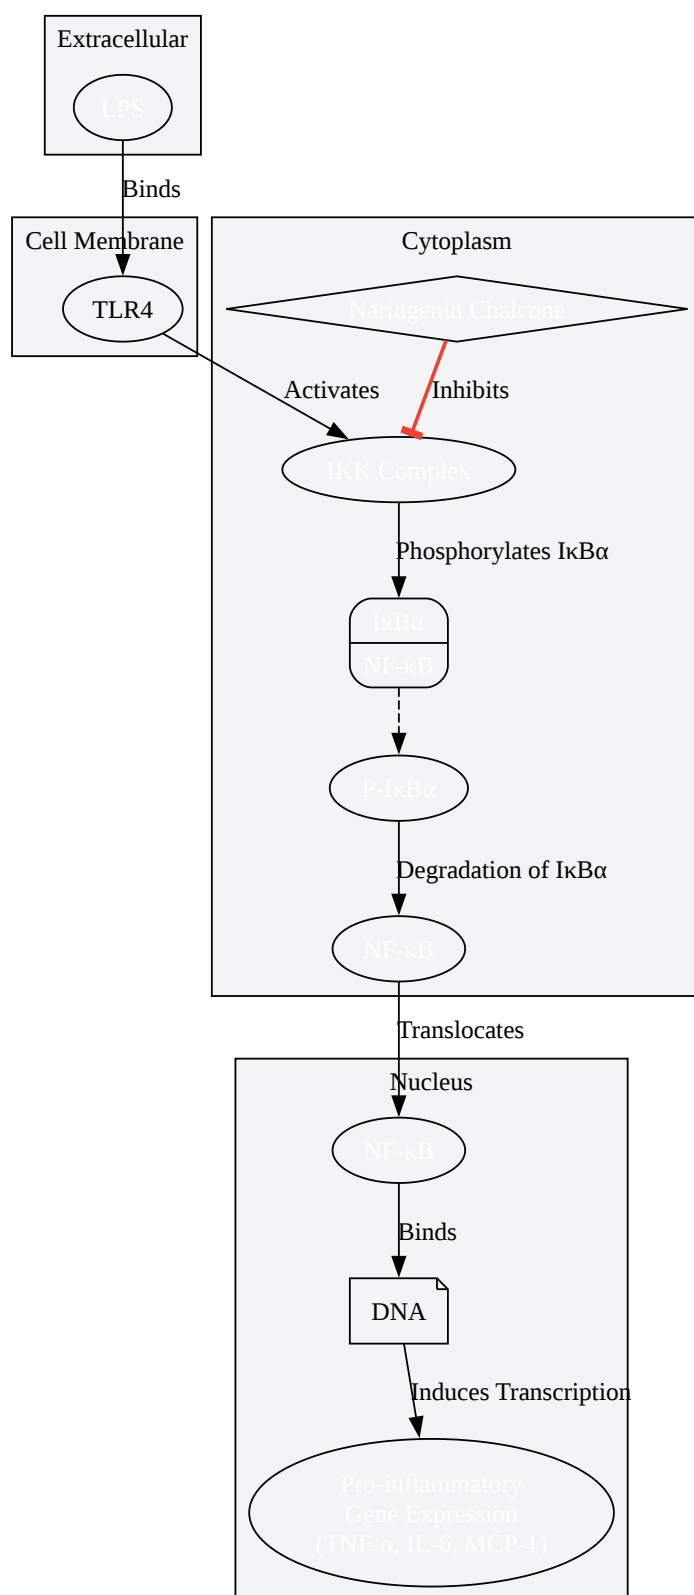 Extracellular
LPS
Binds
Cell Membrane
Cytoplasm
TLR4
Naringenin Chalcone
Activates
Inhibits
IKK Complex
Phosphorylates IκBα
IκBα
NF-κB
P-IκBα
Degradation of IκBα
NF-κB
Translocates
Nucleus
NF-κB
Binds
DNA
Induces Transcription
Pro-inflammatory
Gene Expression
(TNF-α, IL-6, MCP-1)